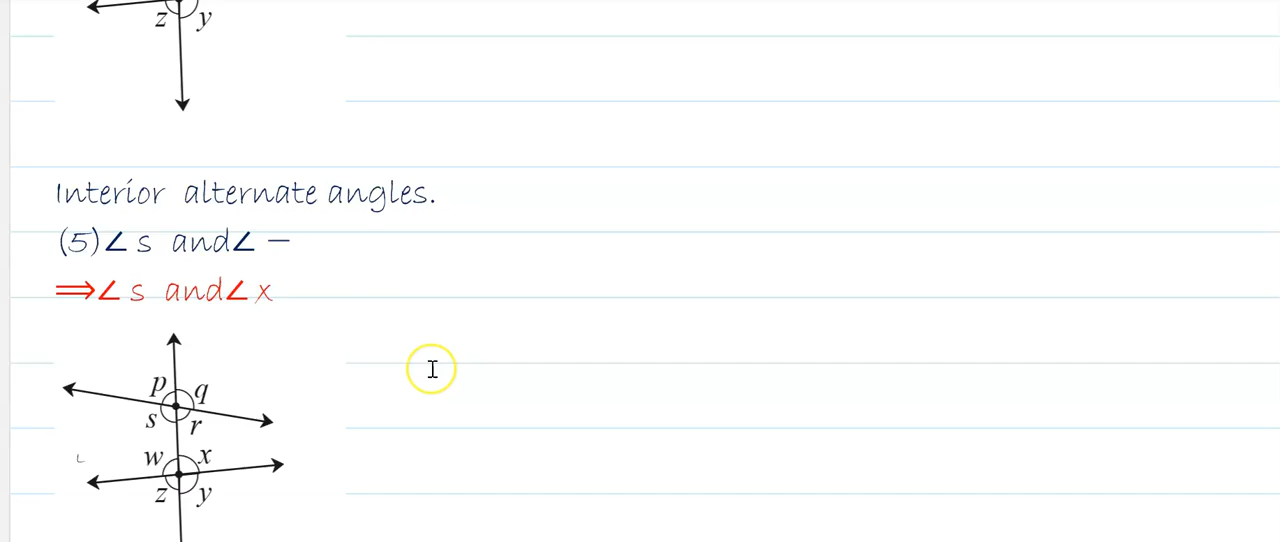 z y
Interior alternate angles.
(5)∠ s and∠ —
⟹∠ s and∠ x
p q
s r
w x
z y